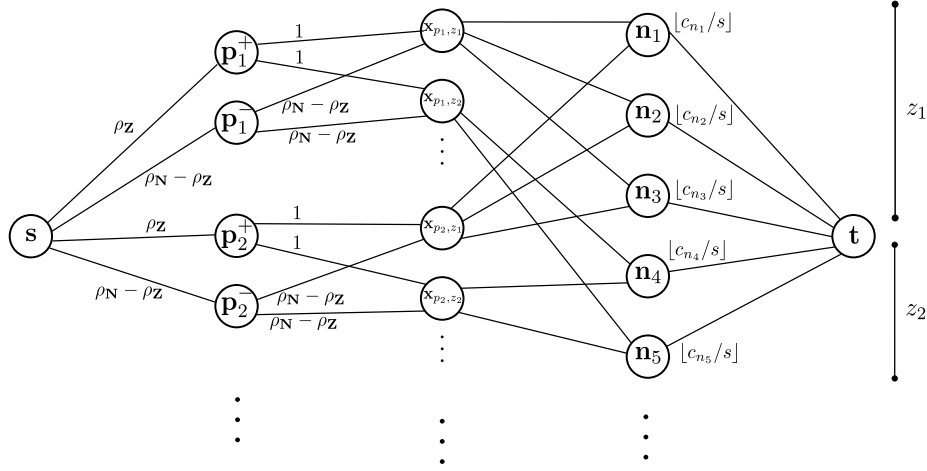 s
ρ_Z
ρ_N − ρ_Z
ρ_Z
ρ_N − ρ_Z
p_1^+
p_1^−
p_2^+
p_2^−
1
1
ρ_N − ρ_Z
ρ_N − ρ_Z
1
1
ρ_N − ρ_Z
ρ_N − ρ_Z
x_{p_1,z_1}
x_{p_1,z_2}
x_{p_2,z_1}
x_{p_2,z_2}
n_1
n_2
n_3
n_4
n_5
⌊c_{n_1}/s⌋
⌊c_{n_2}/s⌋
⌊c_{n_3}/s⌋
⌊c_{n_4}/s⌋
⌊c_{n_5}/s⌋
t
z_1
z_2